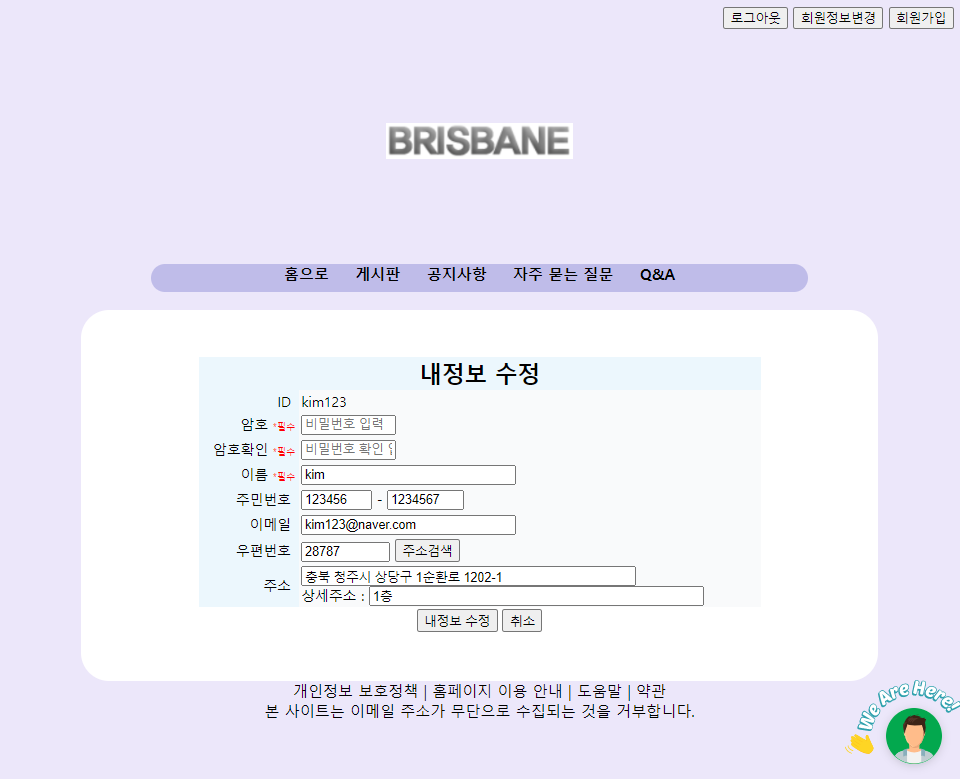 로그아웃 회원정보변경 회원가입
BRISBANE
홈으로 게시판 공지사항 자주 묻는 질문 Q&A
내정보 수정
ID kim123
암호 *필수 비밀번호 입력
암호확인 *필수 비밀번호 확인
이름 *필수 kim
주민번호 123456 - 1234567
이메일 kim123@naver.com
우편번호 28787 주소검색
주소 충북 청주시 상당구 1순환로 1202-1
상세주소 : 1층
내정보 수정 취소
개인정보 보호정책 | 홈페이지 이용 안내 | 도움말 | 약관
본 사이트는 이메일 주소가 무단으로 수집되는 것을 거부합니다.
We Are Here!